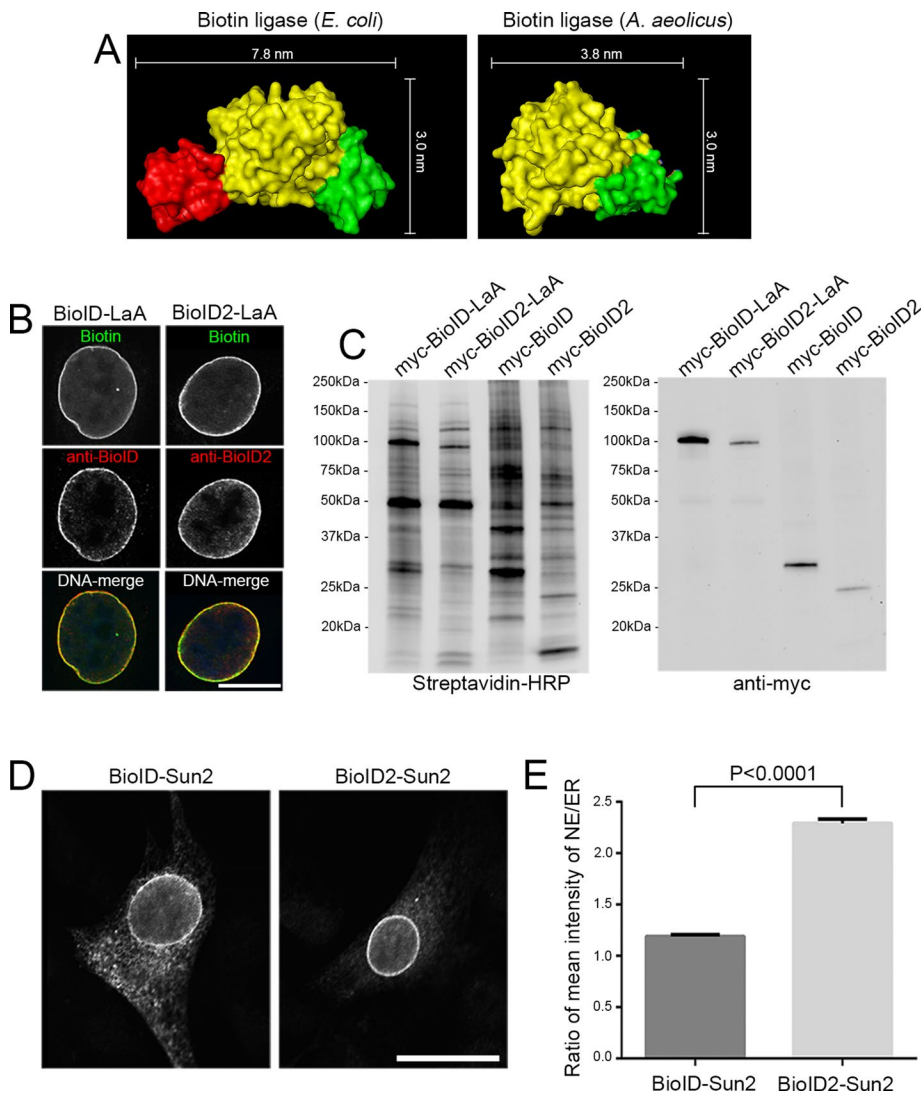 Biotin ligase (E. coli)
Biotin ligase (A. aeolicus)
A
7.8 nm
3.0 nm
3.8 nm
3.0 nm
B
BioID-LaA
BioID2-LaA
Biotin
Biotin
anti-BioID
anti-BioID2
DNA-merge
DNA-merge
C
myc-BioID-LaA
myc-BioID2-LaA
myc-BioID
myc-BioID2
250kDa -
150kDa -
100kDa -
75kDa -
50kDa -
37kDa -
25kDa -
20kDa -
Streptavidin-HRP
myc-BioID-LaA
myc-BioID2-LaA
myc-BioID
myc-BioID2
250kDa -
150kDa -
100kDa -
75kDa -
50kDa -
37kDa -
25kDa -
20kDa -
anti-myc
D
BioID-Sun2
BioID2-Sun2
E
P<0.0001
Ratio of mean intensity of NE/ER
2.5
2.0
1.5
1.0
0.5
0.0
BioID-Sun2
BioID2-Sun2